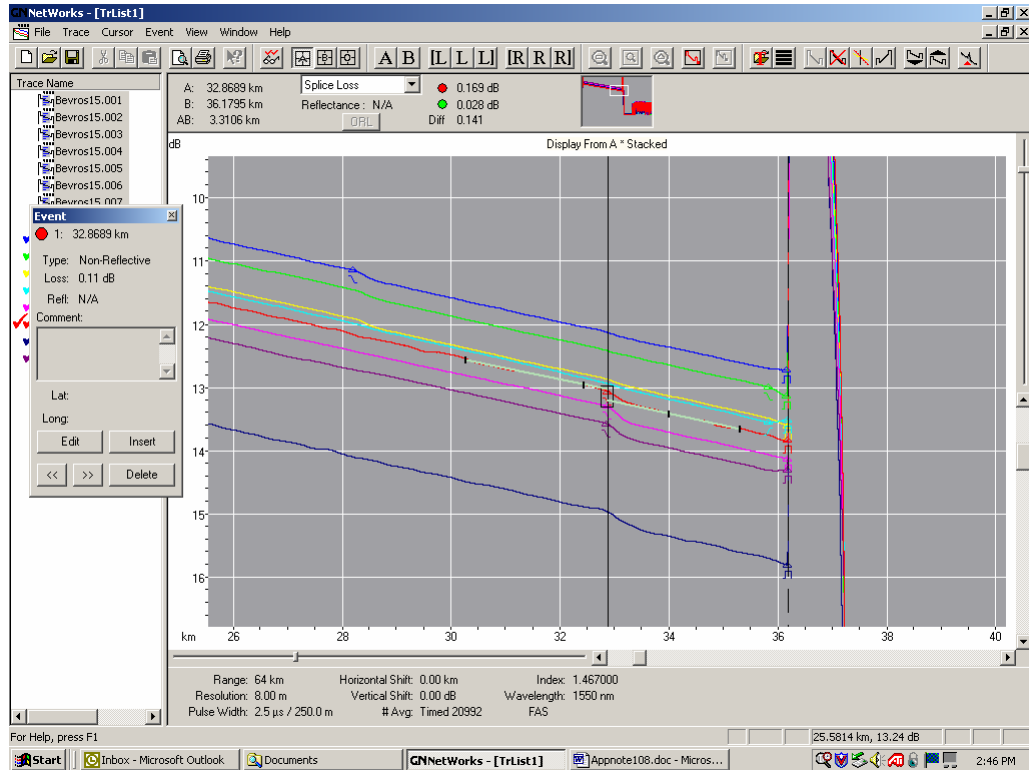 GNNetWorks - [TrList1]
File Trace Cursor Event View Window Help
A B [L L L] [R R R]
Trace Name
Bevros15.001
Bevros15.002
Bevros15.003
Bevros15.004
Bevros15.005
Bevros15.006
Bevros15.007
A: 32.8689 km
B: 36.1795 km
AB: 3.3106 km
Splice Loss
Reflectance : N/A
ORL
0.169 dB
0.028 dB
Diff 0.141
Event
1: 32.8689 km
Type: Non-Reflective
Loss: 0.11 dB
Refl: N/A
Comment:
Lat:
Long:
Edit Insert
<< >> Delete
dB
Display From A * Stacked
10
11
12
13
14
15
16
km 26 28 30 32 34 36 38 40
Range: 64 km Horizontal Shift: 0.00 km Index: 1.467000
Resolution: 8.00 m Vertical Shift: 0.00 dB Wavelength: 1550 nm
Pulse Width: 2.5 µs / 250.0 m # Avg: Timed 20992 FAS
For Help, press F1
25.5814 km, 13.24 dB
Start Inbox - Microsoft Outlook Documents GNNetWorks - [TrList1] Appnote108.doc - Micros... 2:46 PM